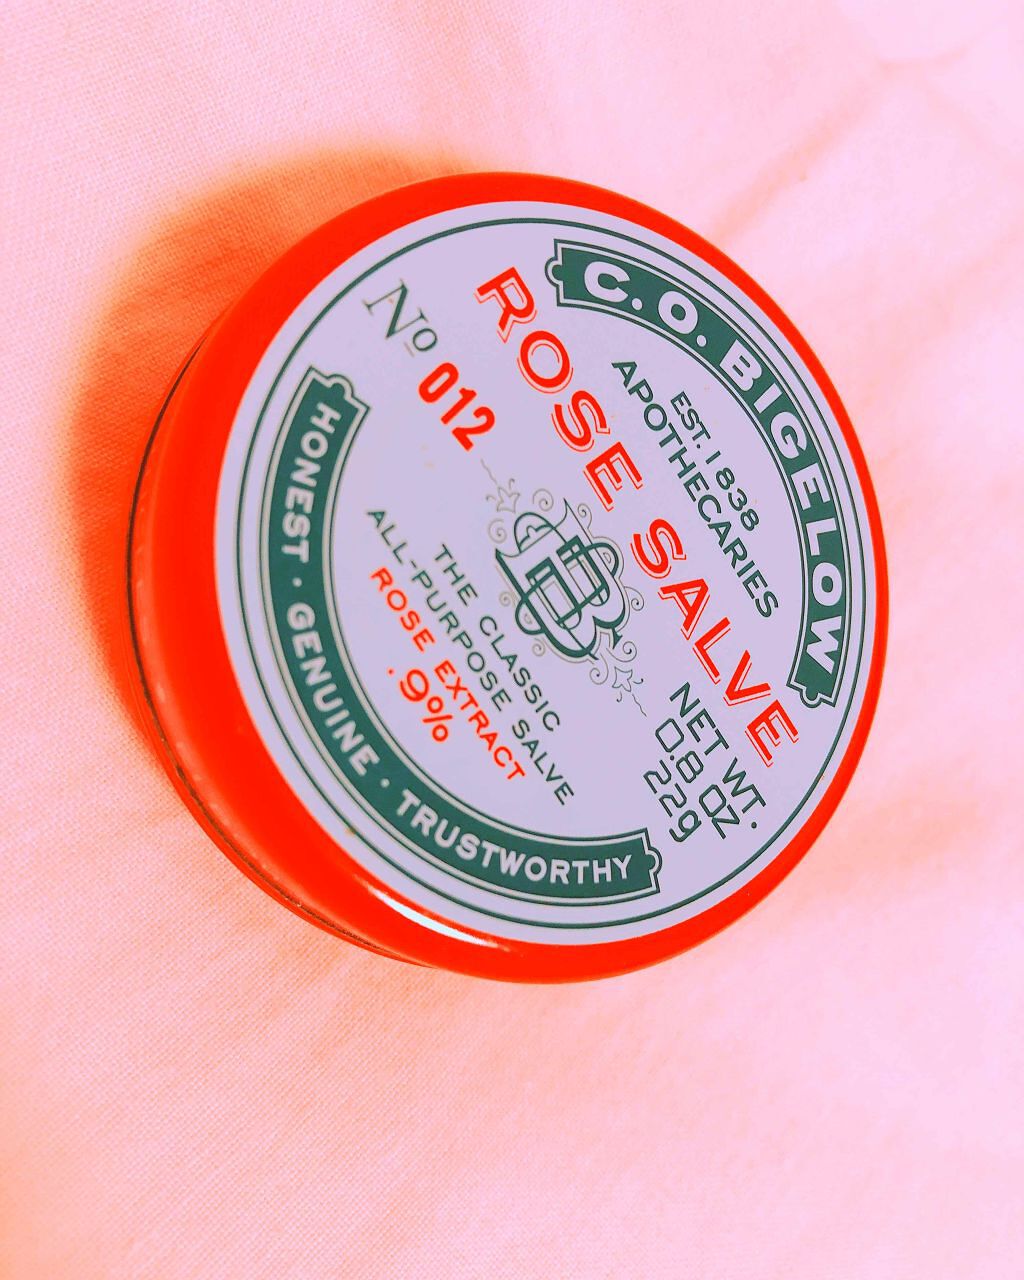 C.O. BIGELOW
EST. 1838
APOTHECARIES
ROSE SALVE
No 012
NET WT.
0.8 OZ.
22g
THE CLASSIC
ALL-PURPOSE SALVE
ROSE EXTRACT
.9%
HONEST · GENUINE · TRUSTWORTHY